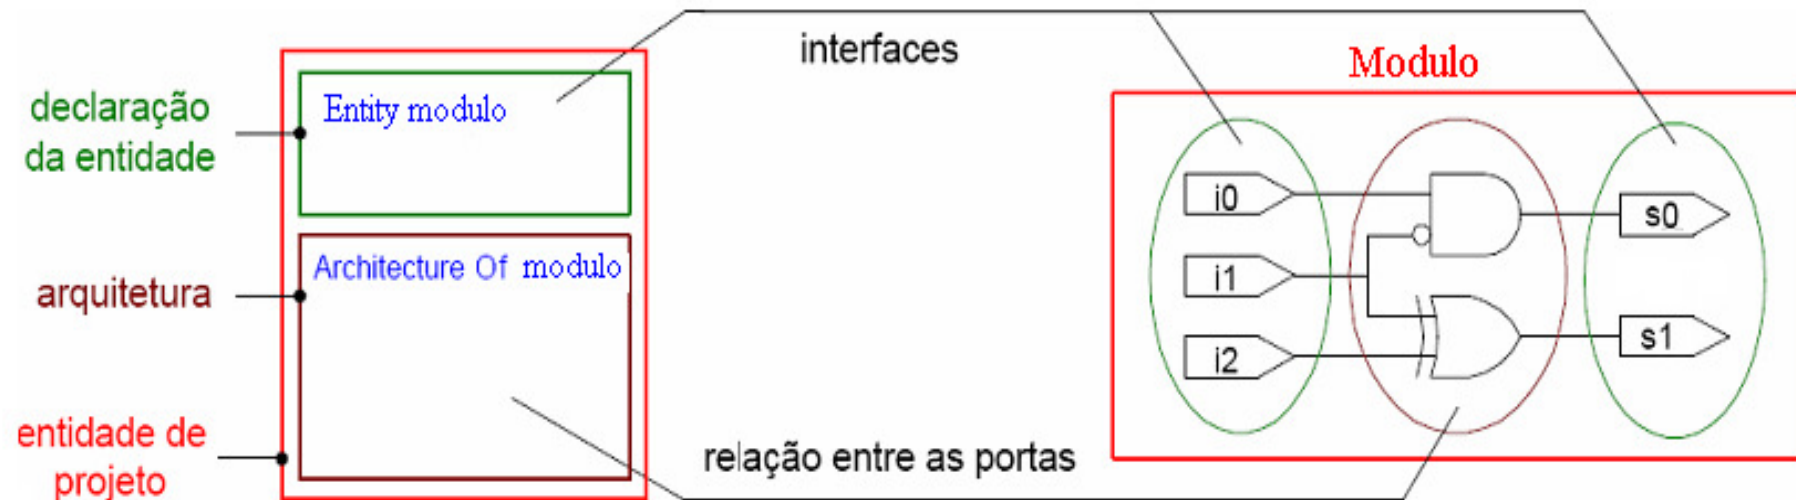 declaração
da entidade
arquitetura
entidade de
projeto
Entity modulo
Architecture Of modulo
interfaces
relação entre as portas
Modulo
i0
i1
i2
s0
s1